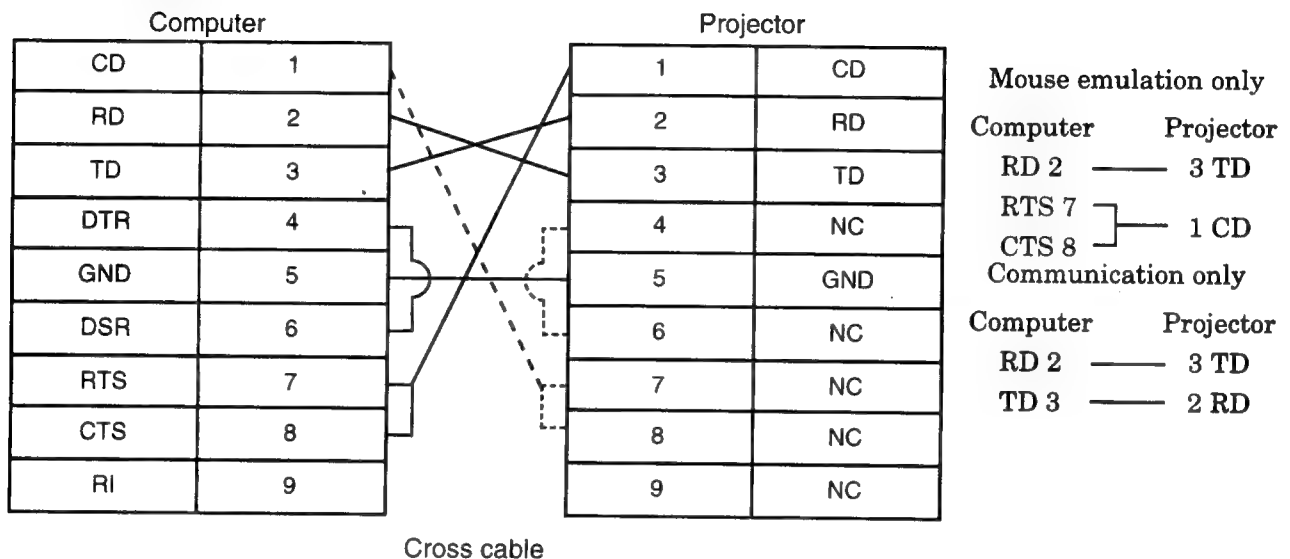 Computer
CD 1
RD 2
TD 3
DTR 4
GND 5
DSR 6
RTS 7
CTS 8
RI 9
Projector
1 CD
2 RD
3 TD
4 NC
5 GND
6 NC
7 NC
8 NC
9 NC
Cross cable
Mouse emulation only
Computer Projector
RD 2 3 TD
RTS 7
1 CD
CTS 8
Communication only
Computer Projector
RD 2 3 TD
TD 3 2 RD